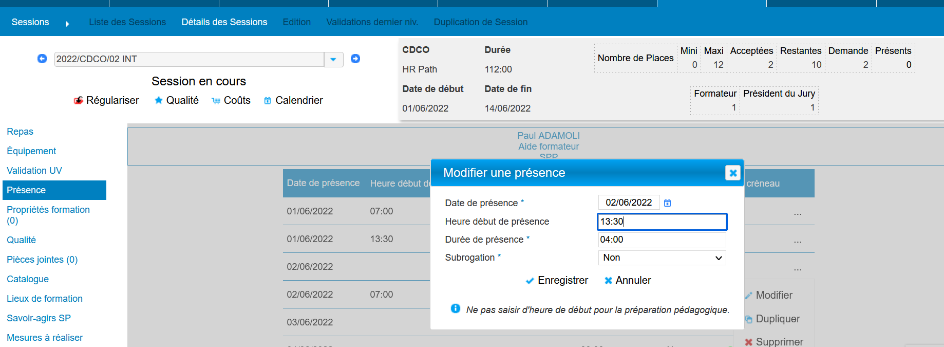 Sessions Liste des Sessions Détails des Sessions Edition Validations dernier niv. Duplication de Session
2022/CDCO/02 INT
Session en cours
Régulariser Qualité Coûts Calendrier
CDCO Durée
HR Path 112:00
Date de début Date de fin
01/06/2022 14/06/2022
Mini Maxi Acceptées Restantes Demande Présents
Nombre de Places 0 12 2 10 2 0
Formateur Président du Jury
1 1
Repas
Équipement
Validation UV
Présence
Propriétés formation
(0)
Qualité
Pièces jointes (0)
Catalogue
Lieux de formation
Savoir-agirs SP
Mesures à réaliser
Paul ADAMOLI
Aide formateur
SPP
Date de présence Heure début d créneau
01/06/2022 07:00 ...
01/06/2022 13:30 ...
02/06/2022 ...
02/06/2022 07:00
03/06/2022
Modifier une présence
Date de présence * 02/06/2022
Heure début de présence 13:30
Durée de présence * 04:00
Subrogation * Non
Enregistrer Annuler
Ne pas saisir d'heure de début pour la préparation pédagogique.
Modifier
Dupliquer
Supprimer